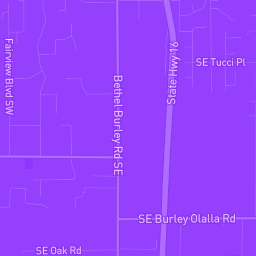 Fairview Blvd SW
Bethel Burley Rd SE
State Hwy 16
SE Tucci Pl
SE Burley Olalla Rd
SE Oak Rd